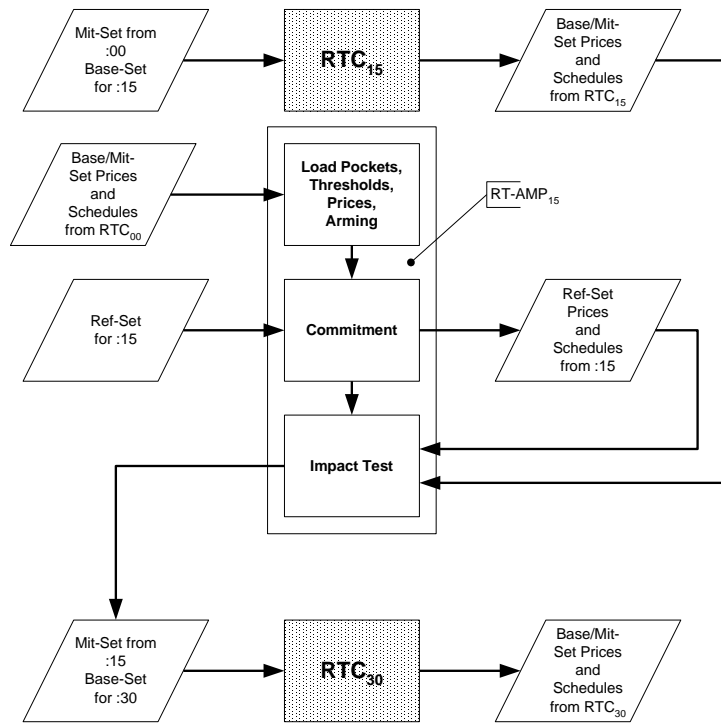 Mit-Set from
:00
Base-Set
for :15
RTC15
Base/Mit-
Set Prices
and
Schedules
from RTC15
Base/Mit-
Set Prices
and
Schedules
from RTC00
Load Pockets,
Thresholds,
Prices,
Arming
RT-AMP15
Ref-Set
for :15
Commitment
Ref-Set
Prices
and
Schedules
from :15
Impact Test
Mit-Set from
:15
Base-Set
for :30
RTC30
Base/Mit-
Set Prices
and
Schedules
from RTC30